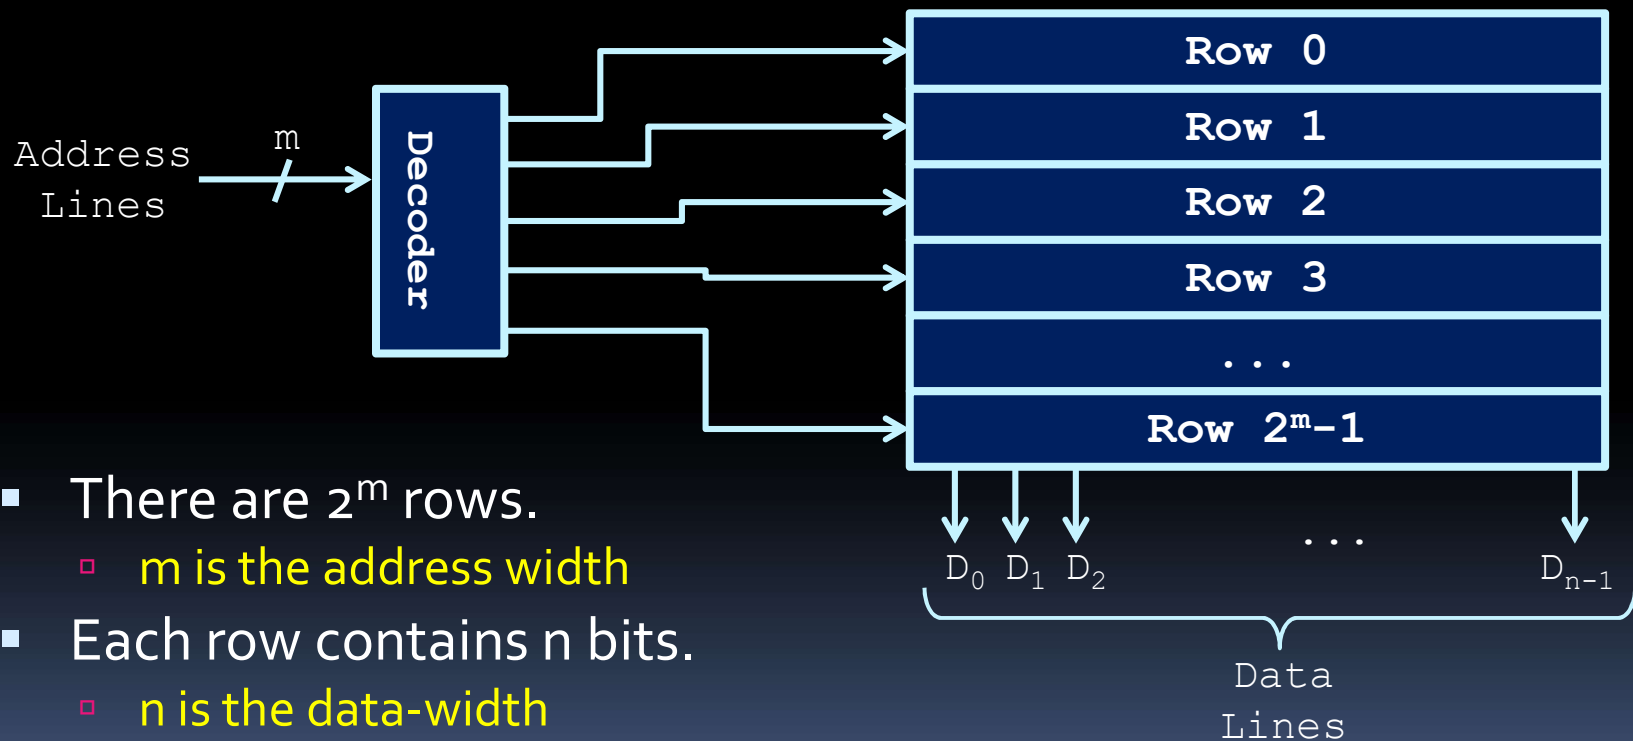 Address
Lines
m
Decoder
Row 0
Row 1
Row 2
Row 3
...
Row 2ᵐ-1
D₀ D₁ D₂ ... Dₙ₋₁
Data
Lines
▪ There are 2ᵐ rows.
▫ m is the address width
▪ Each row contains n bits.
▫ n is the data-width